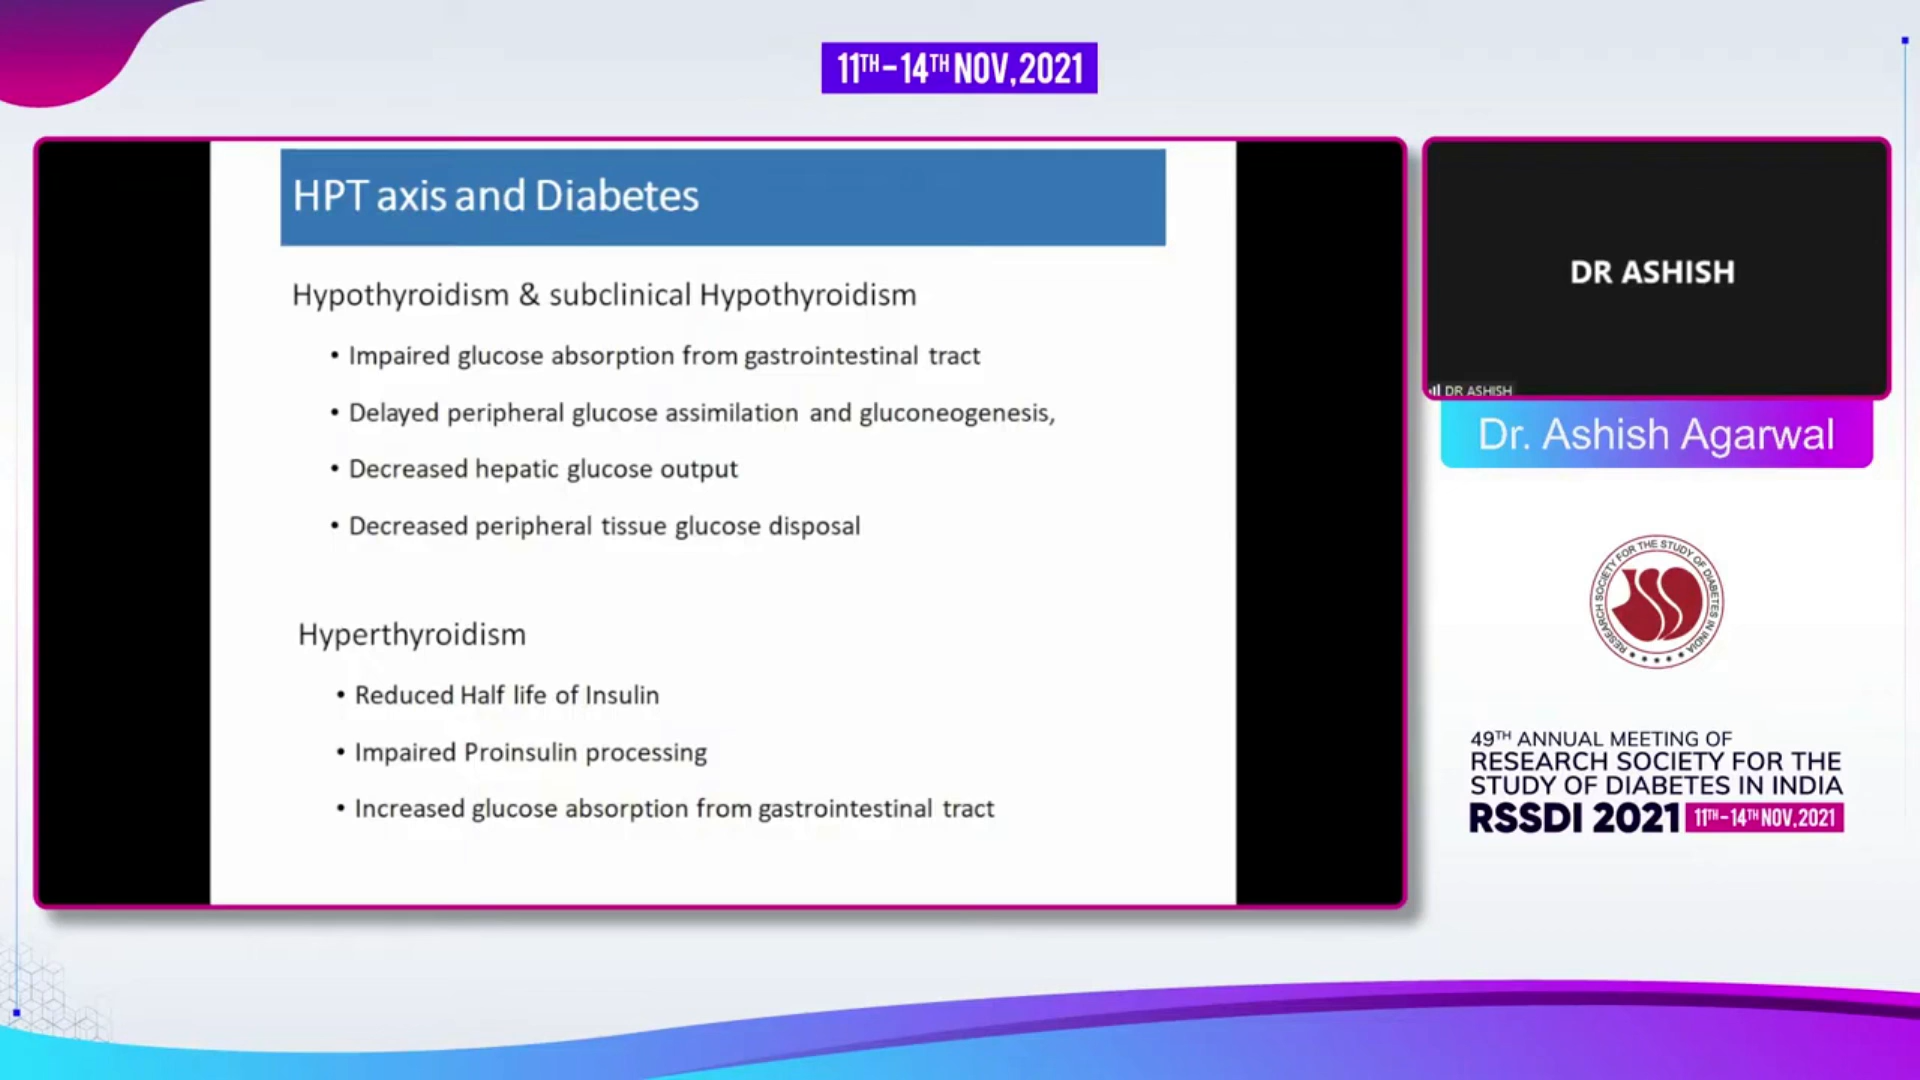 11TH-14TH NOV, 2021
HPT axis and Diabetes
Hypothyroidism & subclinical Hypothyroidism
• Impaired glucose absorption from gastrointestinal tract
• Delayed peripheral glucose assimilation and gluconeogenesis,
• Decreased hepatic glucose output
• Decreased peripheral tissue glucose disposal
Hyperthyroidism
• Reduced Half life of Insulin
• Impaired Proinsulin processing
• Increased glucose absorption from gastrointestinal tract
DR ASHISH
DR ASHISH
Dr. Ashish Agarwal
RESEARCH SOCIETY FOR THE STUDY OF DIABETES IN INDIA
49TH ANNUAL MEETING OF
RESEARCH SOCIETY FOR THE
STUDY OF DIABETES IN INDIA
RSSDI 2021 11TH-14TH NOV, 2021